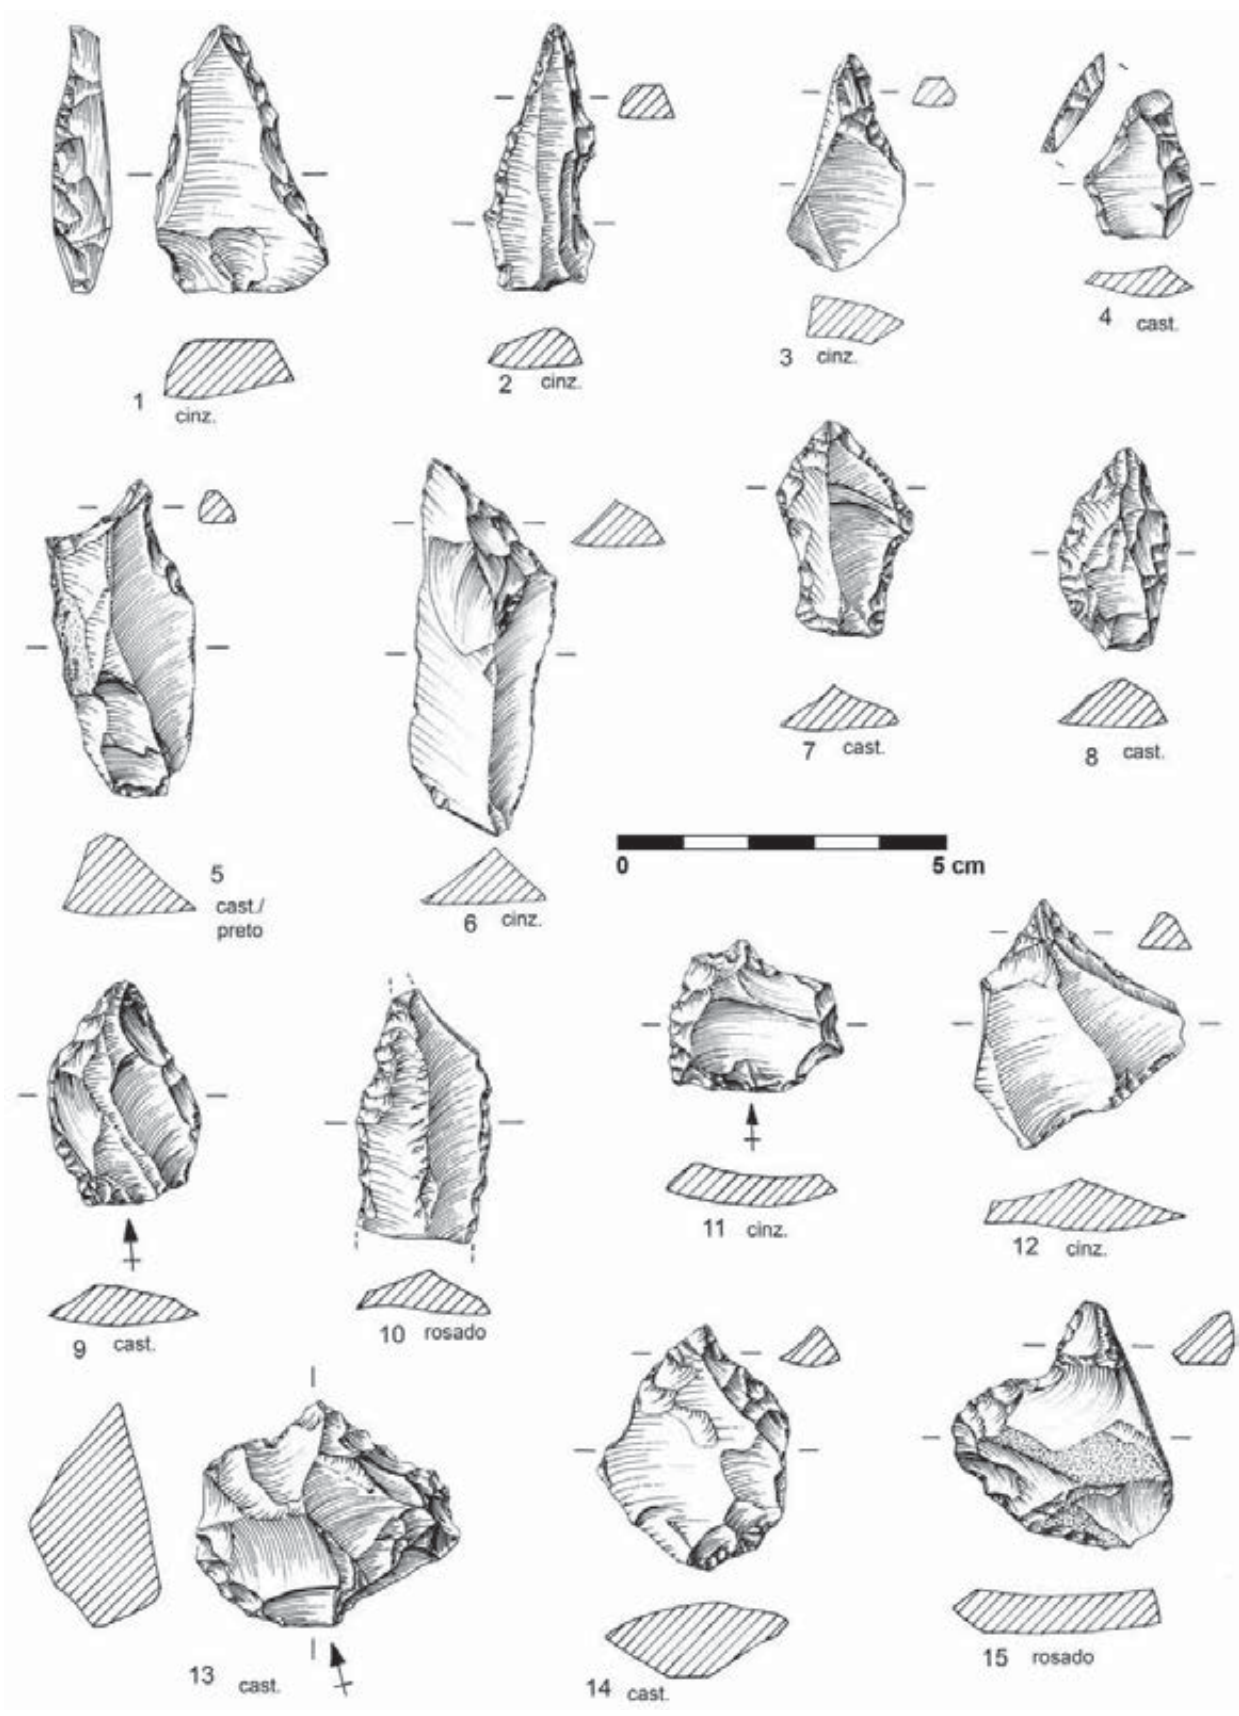 1
cinz.
2 cinz.
3 cinz.
4 cast.
5
cast./
preto
6 cinz.
7 cast.
8 cast.
0 5 cm
9 cast.
10 rosado
11 cinz.
12 cinz.
13 cast.
14 cast.
15 rosado